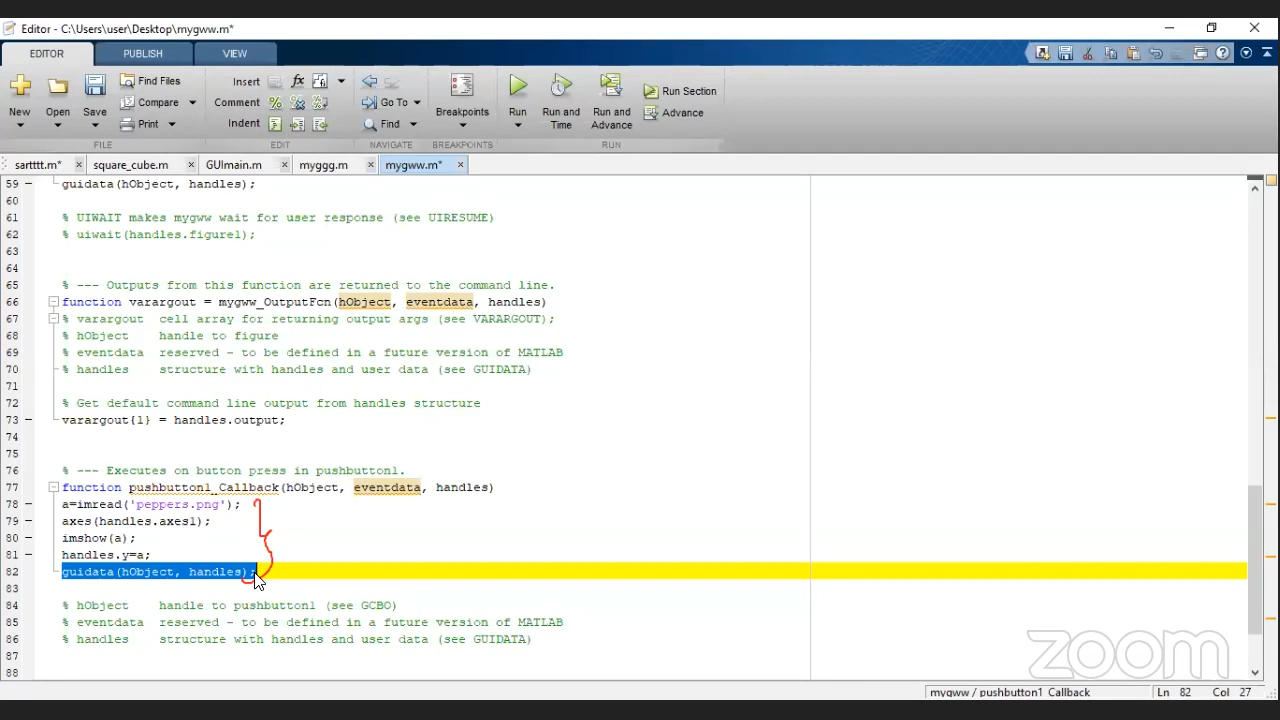 Editor - C:\Users\user\Desktop\mygww.m*
EDITOR PUBLISH VIEW
New Open Save Find Files Compare Print
Insert fx Comment Indent
Go To Find
Breakpoints
Run Run and Time Run and Advance Run Section Advance
FILE EDIT NAVIGATE BREAKPOINTS RUN
sartttt.m* × square_cube.m × GUImain.m × myggg.m × mygww.m* ×
59 – guidata(hObject, handles);
60
61 % UIWAIT makes mygww wait for user response (see UIRESUME)
62 % uiwait(handles.figure1);
63
64
65 % --- Outputs from this function are returned to the command line.
66 function varargout = mygww_OutputFcn(hObject, eventdata, handles)
67 % varargout  cell array for returning output args (see VARARGOUT);
68 % hObject    handle to figure
69 % eventdata  reserved - to be defined in a future version of MATLAB
70 % handles    structure with handles and user data (see GUIDATA)
71
72 % Get default command line output from handles structure
73 – varargout{1} = handles.output;
74
75
76 % --- Executes on button press in pushbutton1.
77 function pushbutton1_Callback(hObject, eventdata, handles)
78 – a=imread('peppers.png');
79 – axes(handles.axes1);
80 – imshow(a);
81 – handles.y=a;
82 – guidata(hObject, handles);
83
84 % hObject    handle to pushbutton1 (see GCBO)
85 % eventdata  reserved - to be defined in a future version of MATLAB
86 % handles    structure with handles and user data (see GUIDATA)
87
88
zoom
mygww / pushbutton1_Callback Ln 82 Col 27